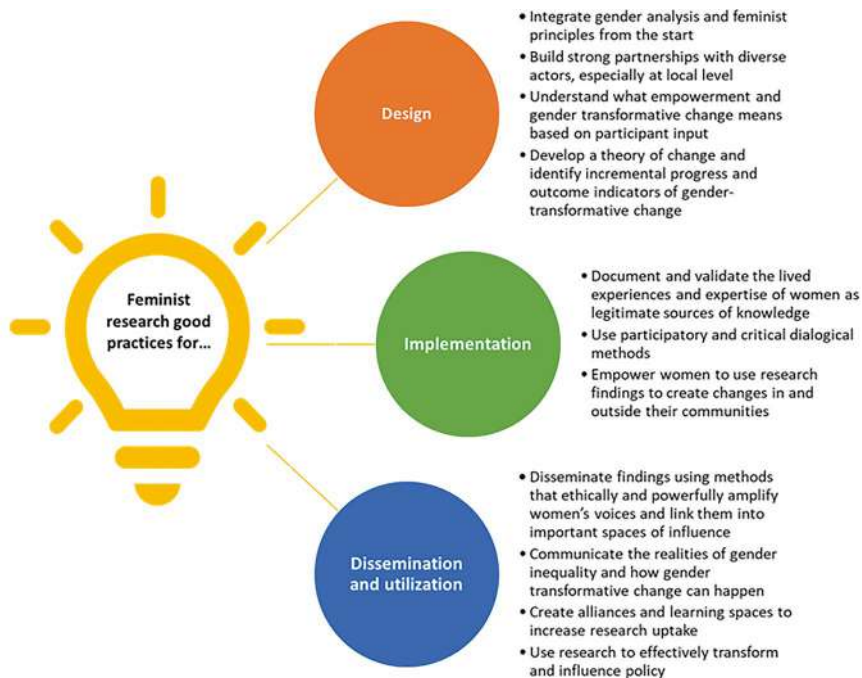 Feminist
research good
practices for...
Design
• Integrate gender analysis and feminist
principles from the start
• Build strong partnerships with diverse
actors, especially at local level
• Understand what empowerment and
gender transformative change means
based on participant input
• Develop a theory of change and
identify incremental progress and
outcome indicators of gender-
transformative change
Implementation
• Document and validate the lived
experiences and expertise of women as
legitimate sources of knowledge
• Use participatory and critical dialogical
methods
• Empower women to use research
findings to create changes in and
outside their communities
Dissemination
and utilization
• Disseminate findings using methods
that ethically and powerfully amplify
women's voices and link them into
important spaces of influence
• Communicate the realities of gender
inequality and how gender
transformative change can happen
• Create alliances and learning spaces to
increase research uptake
• Use research to effectively transform
and influence policy